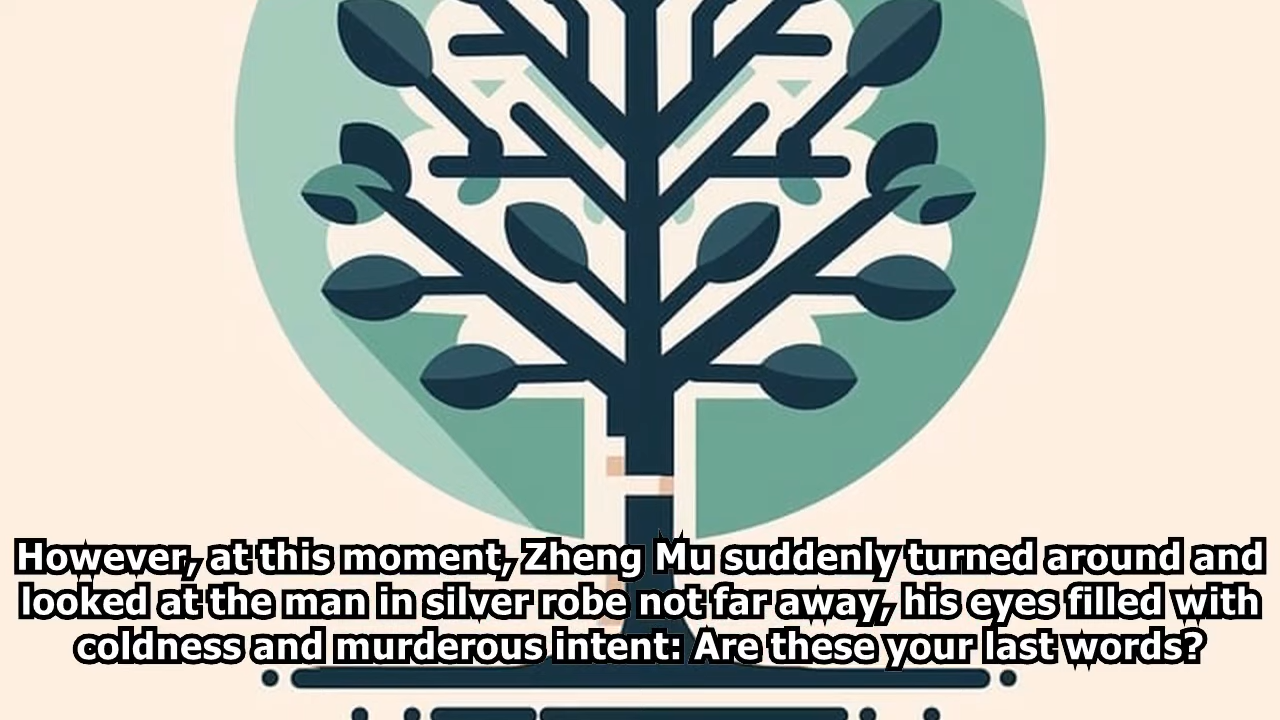 However, at this moment, Zheng Mu suddenly turned around and
looked at the man in silver robe not far away, his eyes filled with
coldness and murderous intent: Are these your last words?